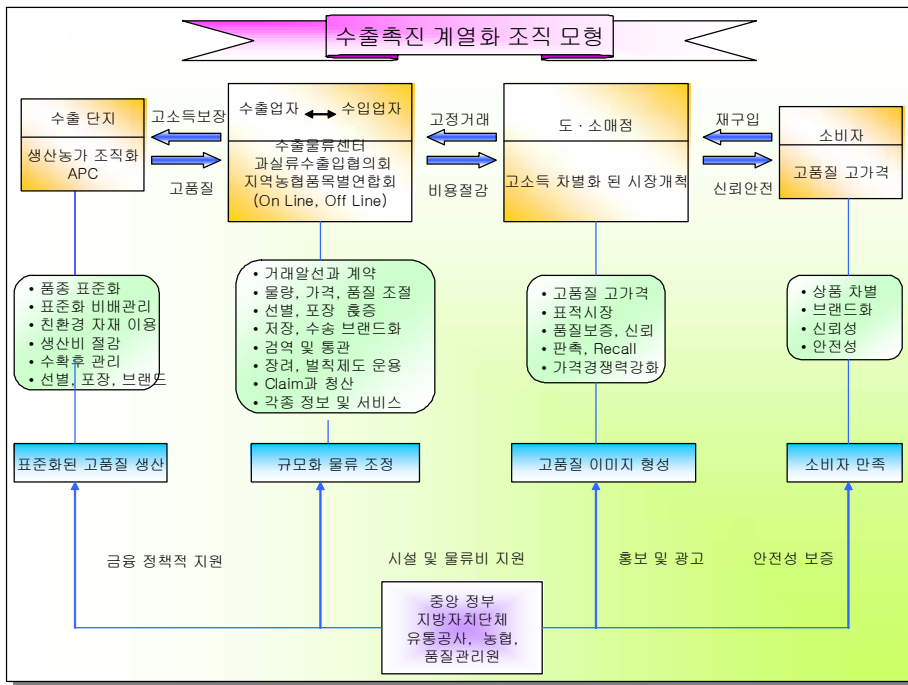 수출촉진 계열화 조직 모형
수출 단지
생산농가 조직화
APC
고소득보장
고품질
수출업자 수입업자
수출물류센터
과실류수출입협의회
지역농협품목별연합회
(On Line, Off Line)
고정거래
비용절감
도ㆍ소매점
고소득 차별화 된 시장개척
재구입
신뢰안전
소비자
고품질 고가격
• 품종 표준화
• 표준화 비배관리
• 친환경 자재 이용
• 생산비 절감
• 수확후 관리
• 선별, 포장, 브랜드
• 거래알선과 계약
• 물량, 가격, 품질 조절
• 선별, 포장 흕증
• 저장, 수송 브랜드화
• 검역 및 통관
• 장려, 벌칙제도 운용
• Claim과 청산
• 각종 정보 및 서비스
• 고품질 고가격
• 표적시장
• 품질보증, 신뢰
• 판촉, Recall
• 가격경쟁력강화
• 상품 차별
• 브랜드화
• 신뢰성
• 안전성
표준화된 고품질 생산
규모화 물류 조정
고품질 이미지 형성
소비자 만족
금융 정책적 지원
시설 및 물류비 지원
홍보 및 광고
안전성 보증
중앙 정부
지방자치단체
유통공사, 농협,
품질관리원